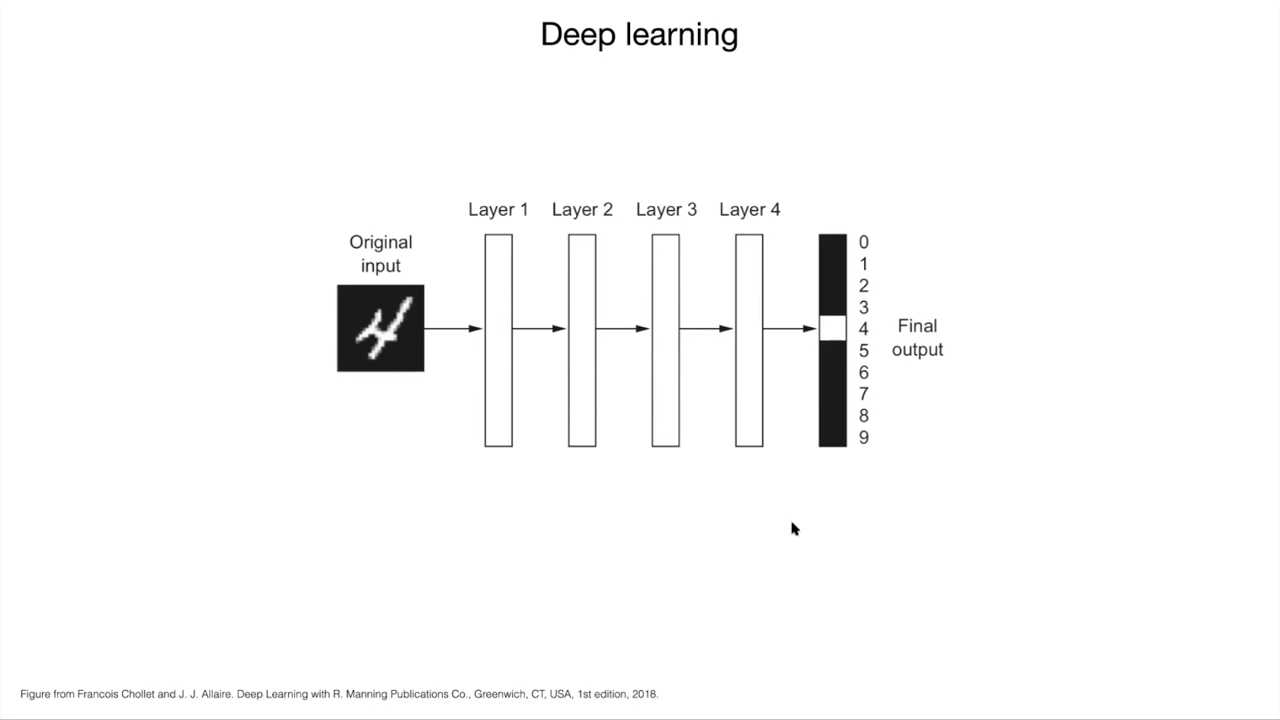 Deep learning
Layer 1 Layer 2 Layer 3 Layer 4
Original
input
4
0
1
2
3
4
5
6
7
8
9
Final
output
Figure from Francois Chollet and J. J. Allaire. Deep Learning with R. Manning Publications Co., Greenwich, CT, USA, 1st edition, 2018.